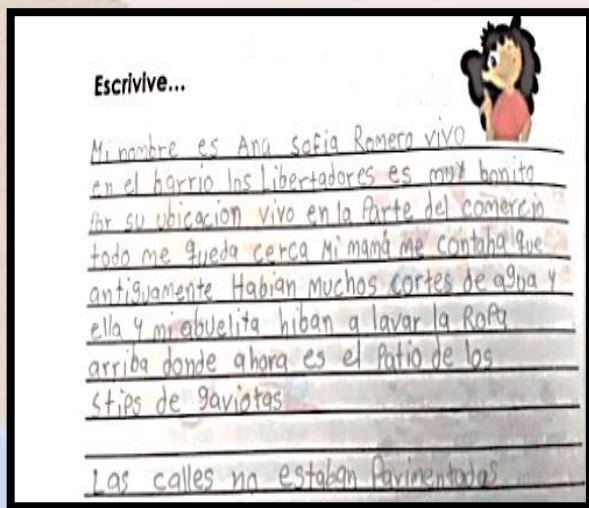 Escrivive...
Mi nombre es Ana Sofia Romero vivo
en el barrio los Libertadores es muy bonito
por su ubicacion vivo en la Parte del comercio
todo me queda cerca Mi mamá me contaba que
antiguamente Habian muchos cortes de agua y
ella y mi abuelita hiban a lavar la Ropa
arriba donde ahora es el Patio de los
stips de gaviotas
Las calles no estaban Pavimentadas